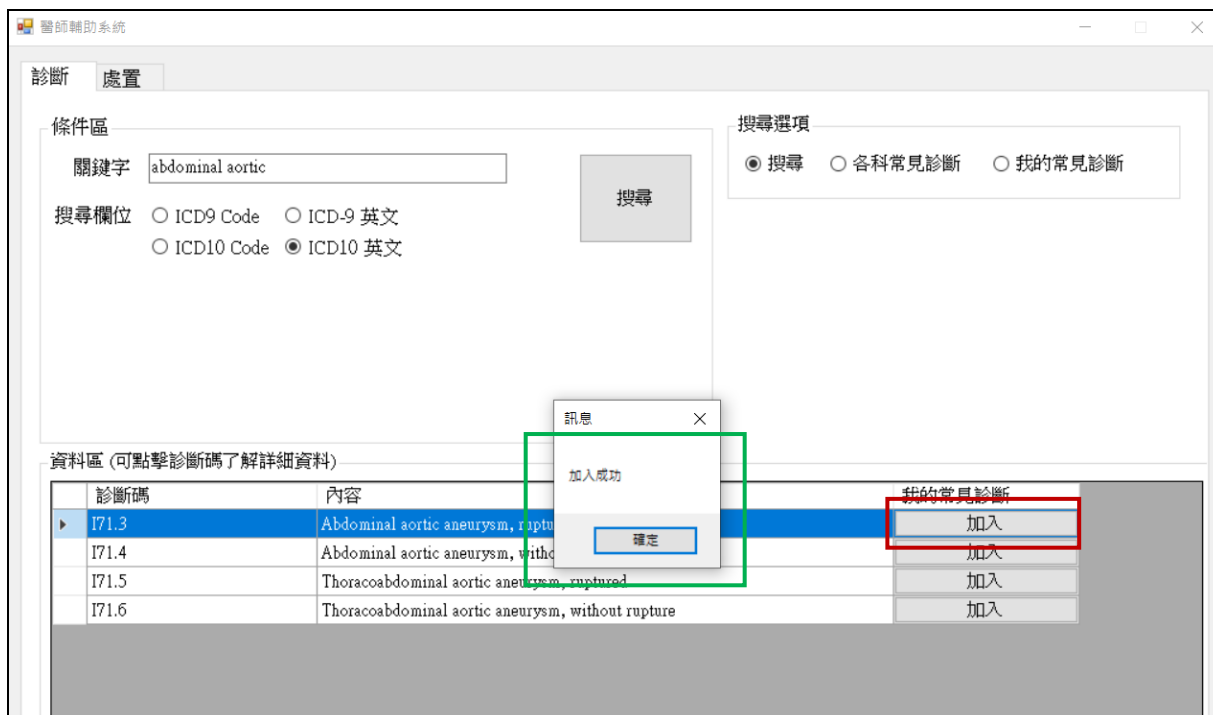 醫師輔助系統
診斷 處置
條件區
關鍵字 abdominal aortic
搜尋
搜尋欄位 ICD9 Code ICD-9 英文
ICD10 Code ICD10 英文
搜尋選項
搜尋 各科常見診斷 我的常見診斷
訊息
加入成功
確定
資料區 (可點擊診斷碼了解詳細資料)
診斷碼 內容 我的常見診斷
I71.3 Abdominal aortic aneurysm, 加入
I71.4 Abdominal aortic aneurysm, 加入
I71.5 Thoracoabdominal aortic aneurysm, ruptured 加入
I71.6 Thoracoabdominal aortic aneurysm, without rupture 加入